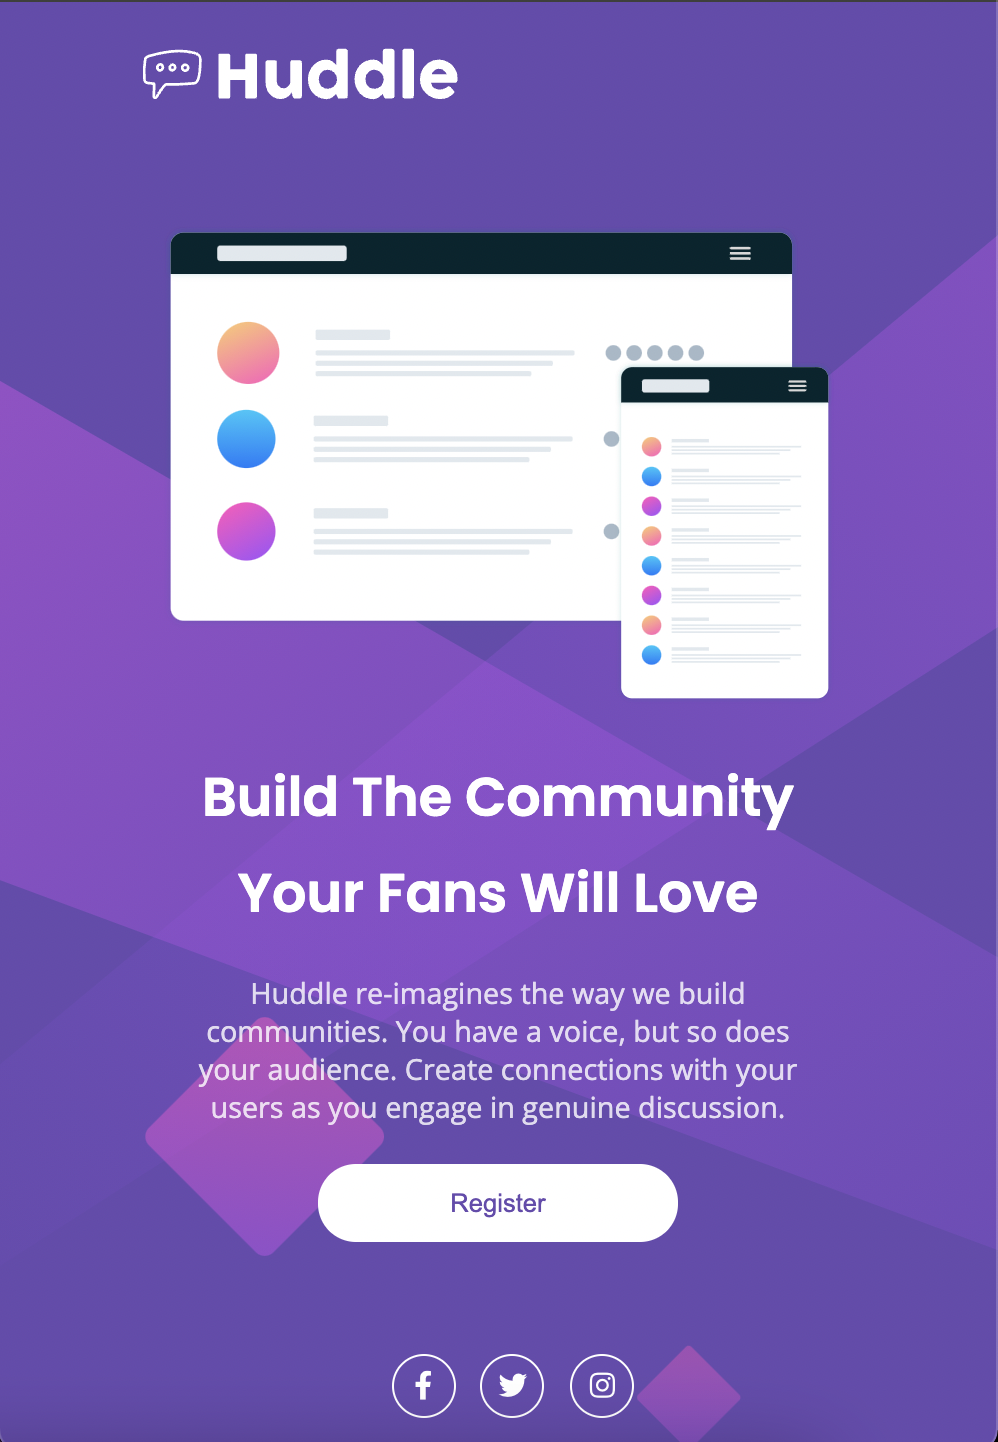 Huddle
Build The Community
Your Fans Will Love
Huddle re-imagines the way we build
communities. You have a voice, but so does
your audience. Create connections with your
users as you engage in genuine discussion.
Register